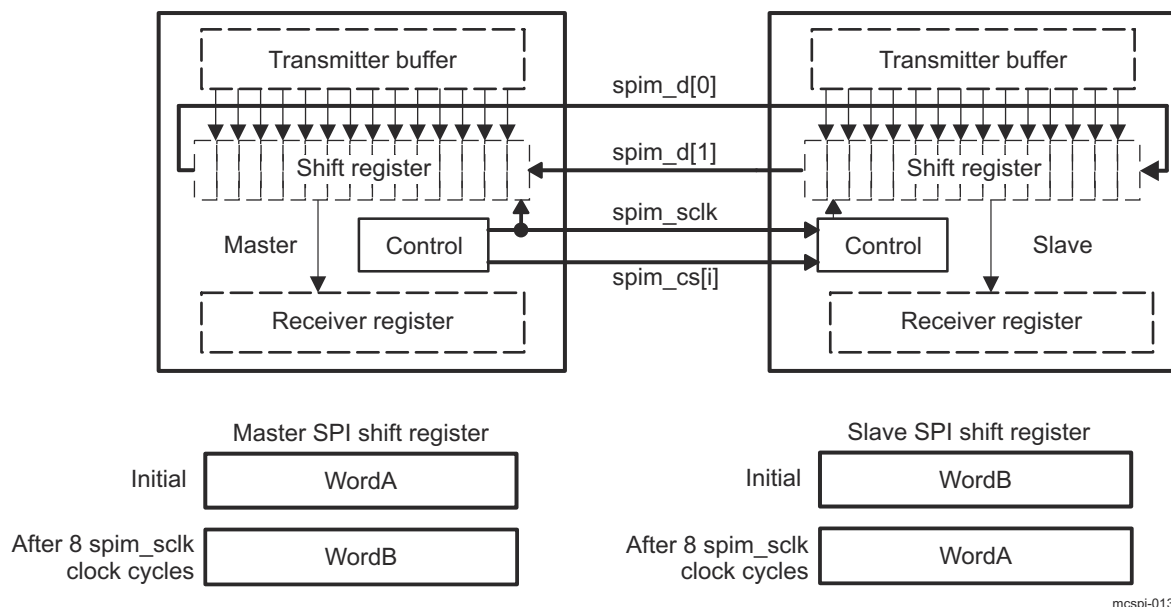 Transmitter buffer
Transmitter buffer
spim_d[0]
Shift register
spim_d[1]
Shift register
spim_sclk
Master
Control
Control
Slave
spim_cs[i]
Receiver register
Receiver register
Master SPI shift register
Slave SPI shift register
Initial
WordA
Initial
WordB
After 8 spim_sclk
clock cycles
WordB
After 8 spim_sclk
clock cycles
WordA
mcspi-013